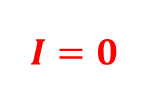 I = 0